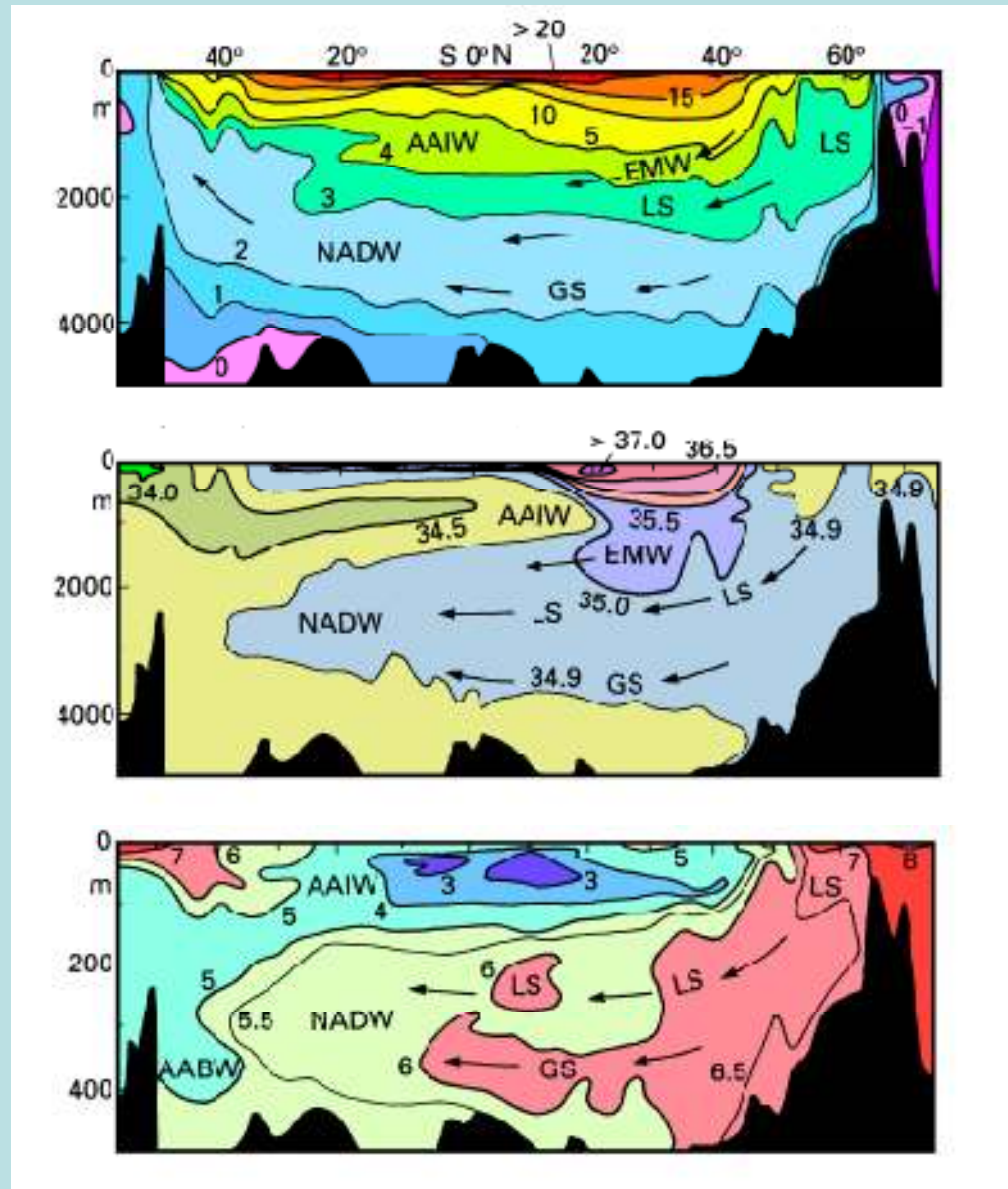 > 20
40° 20° S 0° N 20° 40° 60°
0
m
2000
4000
15
10
5
4
3
2
1
0
0
-1
AAIW
EMW
LS
LS
NADW
GS
> 37.0 36.5
0
m
2000
4000
34.0
34.9
34.5
AAIW
35.5
34.9
EMW
35.0
LS
NADW
34.9
GS
0
m
200
400
7
6
5
7
8
AAIW
3
3
LS
5
4
5
6
LS
LS
5.5
NADW
AABW
6
GS
6.5